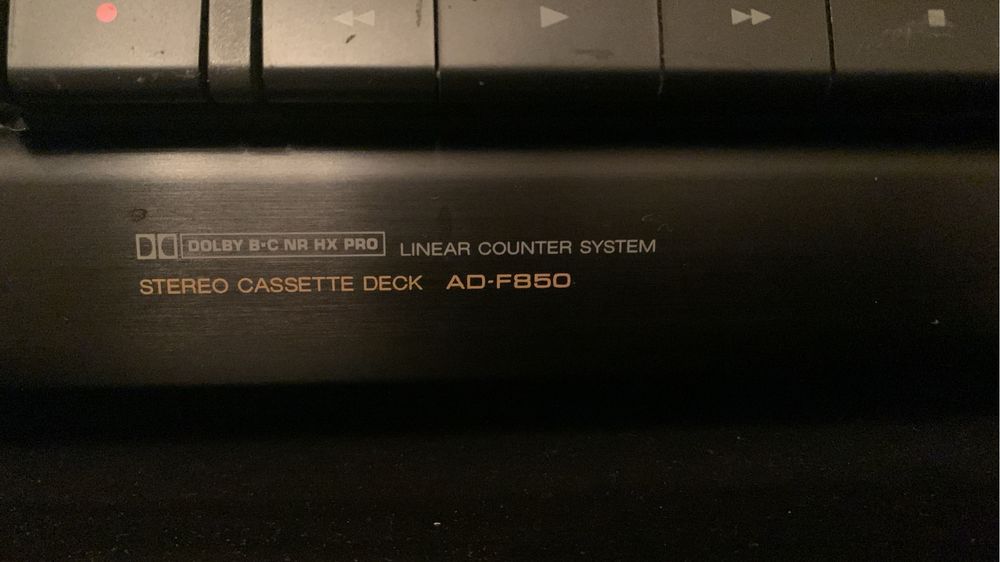 DOLBY B-C NR HX PRO LINEAR COUNTER SYSTEM
STEREO CASSETTE DECK AD-F850